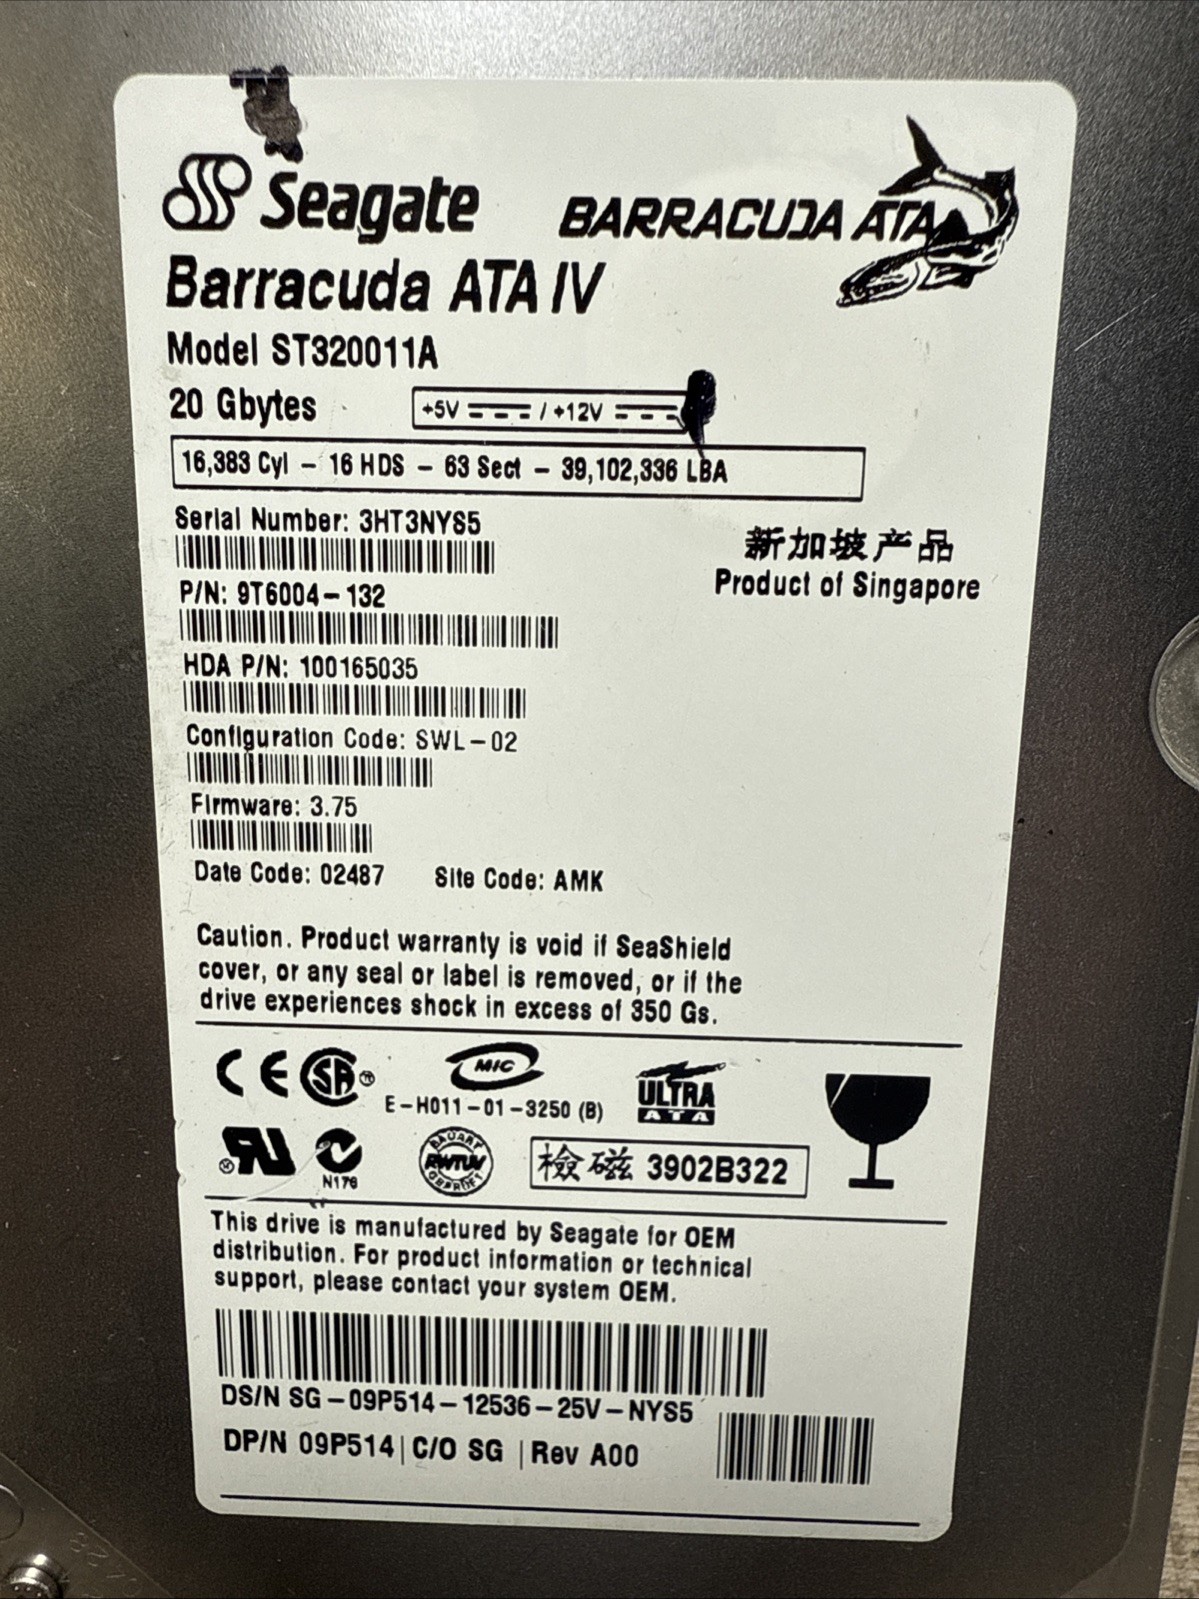 Seagate BARRACUDA ATA
Barracuda ATA IV
Model ST320011A
20 Gbytes +5V / +12V
16,383 Cyl - 16 HDS - 63 Sect - 39,102,336 LBA
Serial Number: 3HT3NYS5
新加坡产品
P/N: 9T6004-132 Product of Singapore
HDA P/N: 100165035
Configuration Code: SWL-02
Firmware: 3.75
Date Code: 02487 Site Code: AMK
Caution. Product warranty is void if SeaShield
cover, or any seal or label is removed, or if the
drive experiences shock in excess of 350 Gs.
CE SA ® MIC ULTRA
E-H011-01-3250 (B) ATA
N176 BAUART RWTUV 檢磁 3902B322
This drive is manufactured by Seagate for OEM
distribution. For product information or technical
support, please contact your system OEM.
DS/N SG-09P514-12536-25V-NYS5
DP/N 09P514 | C/O SG | Rev A00